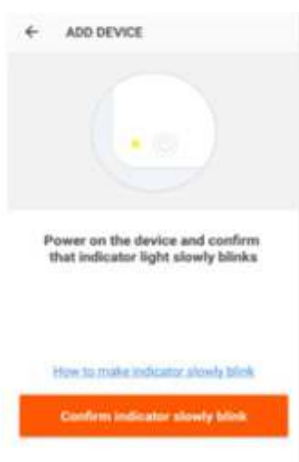 ADD DEVICE
Power on the device and confirm
that indicator light slowly blinks
How to make indicator slowly blink
Confirm indicator slowly blink